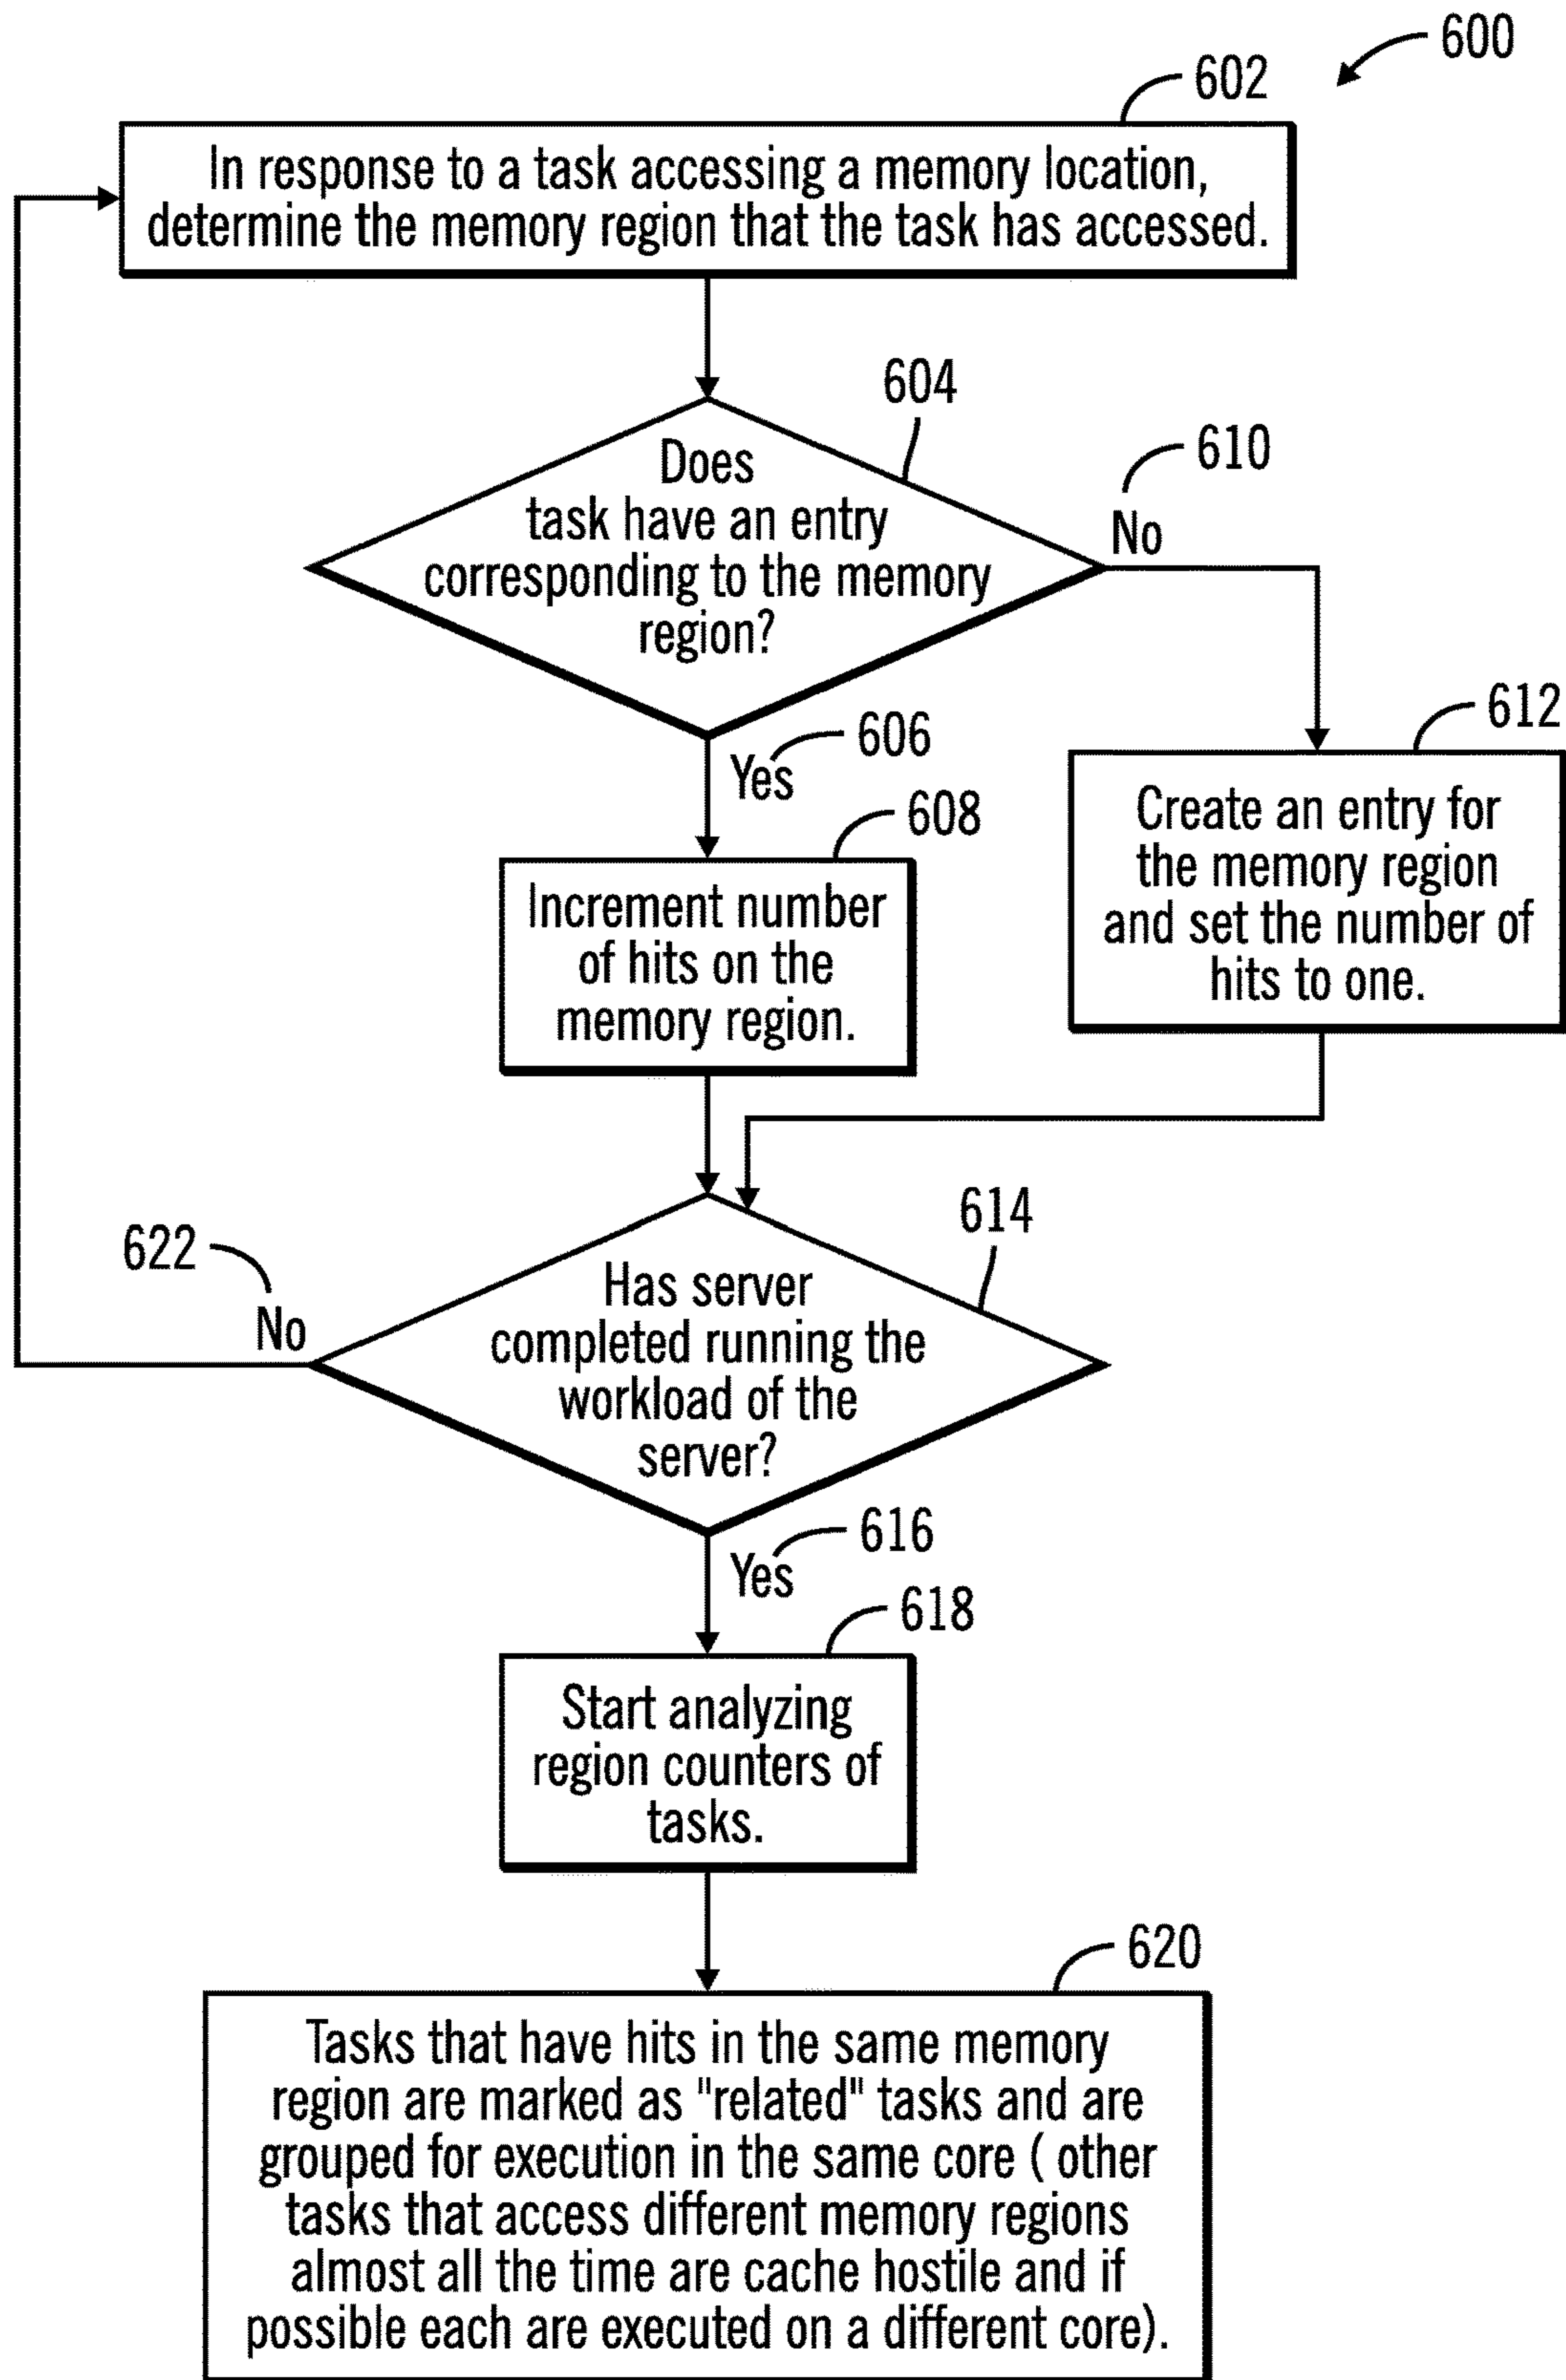 600
602
In response to a task accessing a memory location,
determine the memory region that the task has accessed.
604
Does
task have an entry
corresponding to the memory
region?
610
No
606
Yes
612
Create an entry for
the memory region
and set the number of
hits to one.
608
Increment number
of hits on the
memory region.
614
Has server
completed running the
workload of the
server?
622
No
616
Yes
618
Start analyzing
region counters of
tasks.
620
Tasks that have hits in the same memory
region are marked as "related" tasks and are
grouped for execution in the same core ( other
tasks that access different memory regions
almost all the time are cache hostile and if
possible each are executed on a different core).